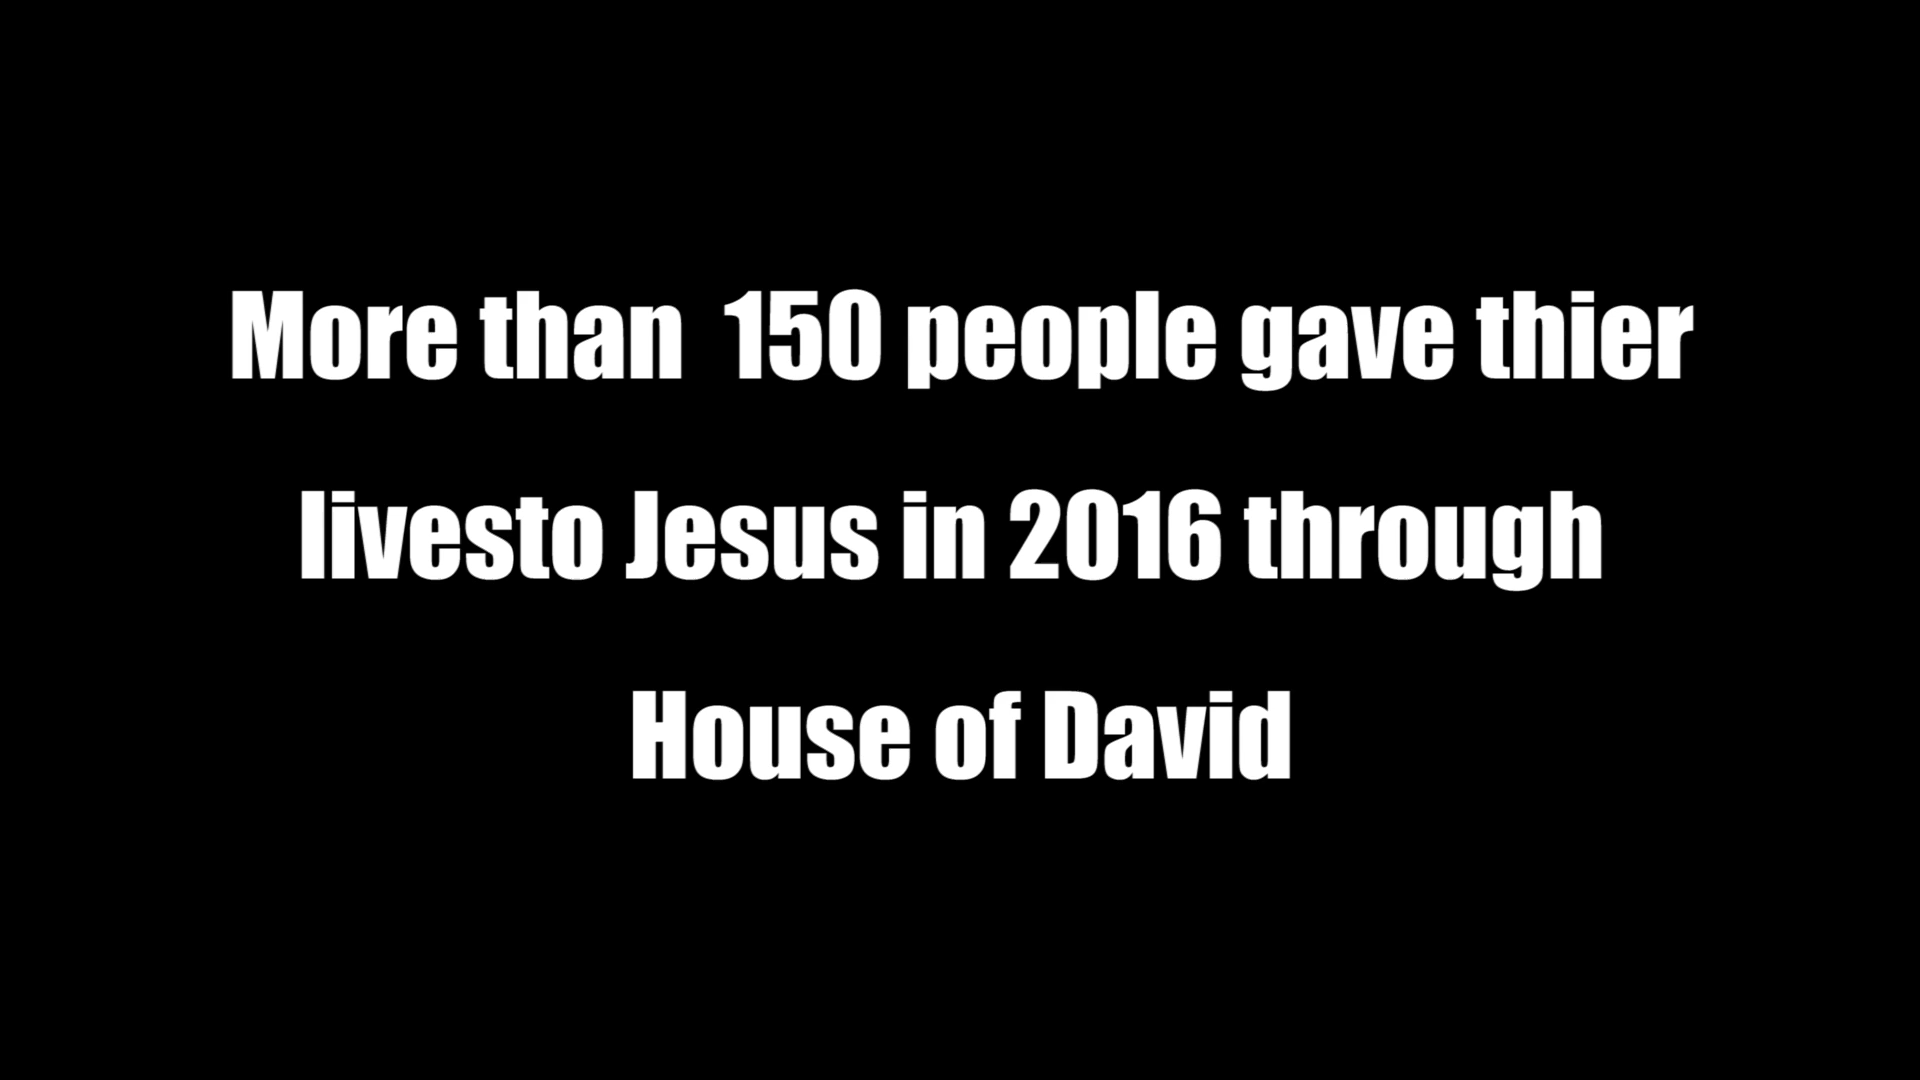 More than  150 people gave thier
livesto Jesus in 2016 through
House of David